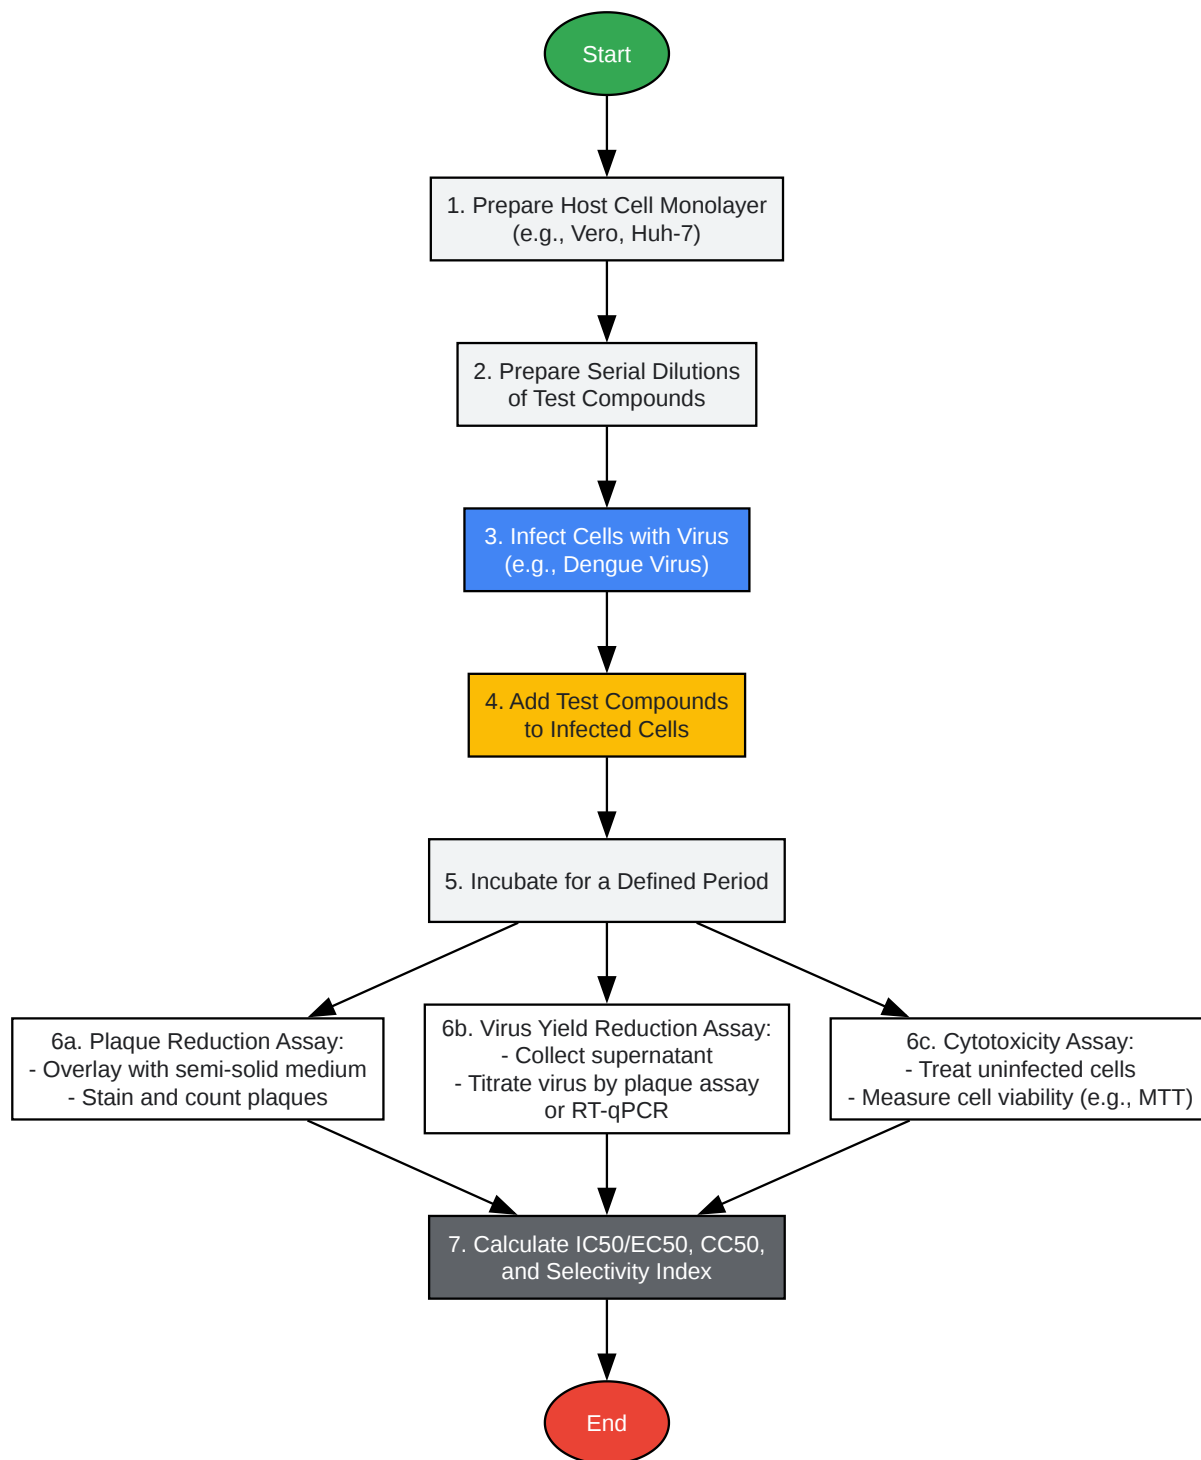 Start
1. Prepare Host Cell Monolayer
(e.g., Vero, Huh-7)
2. Prepare Serial Dilutions
of Test Compounds
3. Infect Cells with Virus
(e.g., Dengue Virus)
4. Add Test Compounds
to Infected Cells
5. Incubate for a Defined Period
6a. Plaque Reduction Assay:
- Overlay with semi-solid medium
- Stain and count plaques
6b. Virus Yield Reduction Assay:
- Collect supernatant
- Titrate virus by plaque assay
or RT-qPCR
6c. Cytotoxicity Assay:
- Treat uninfected cells
- Measure cell viability (e.g., MTT)
7. Calculate IC50/EC50, CC50,
and Selectivity Index
End